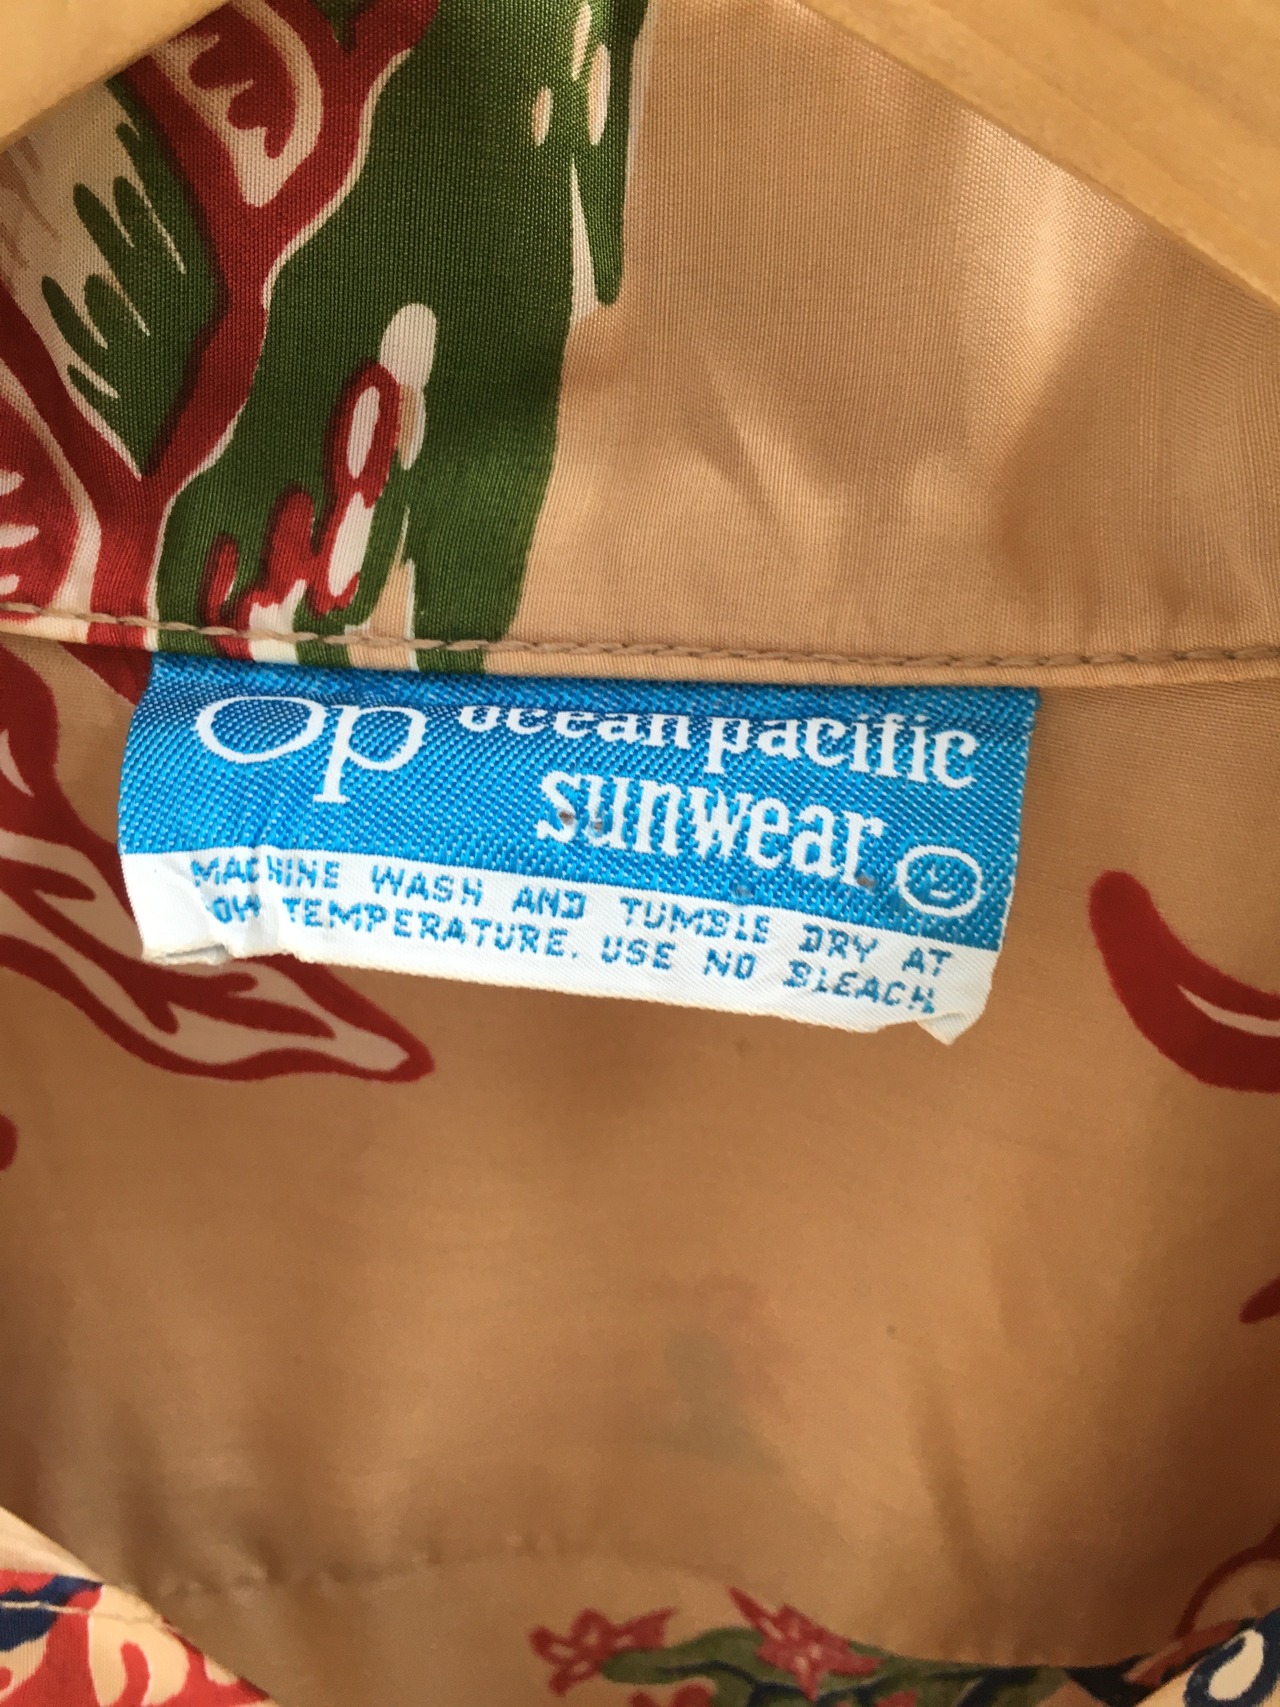 Op ocean pacific
sunwear
MACHINE WASH AND TUMBLE DRY AT
LOW TEMPERATURE. USE NO BLEACH.